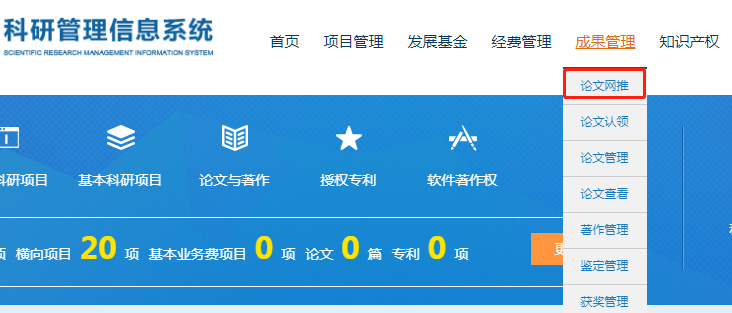 科研管理信息系统
SCIENTIFIC RESEARCH MANAGEMENT INFORMATION SYSTEM
首页 项目管理 发展基金 经费管理 成果管理 知识产权
论文网推
论文认领
论文管理
论文查看
著作管理
鉴定管理
获奖管理
科研项目 基本科研项目 论文与著作 授权专利 软件著作权
项 横向项目 20 项 基本业务费项目 0 项 论文 0 篇 专利 0 项